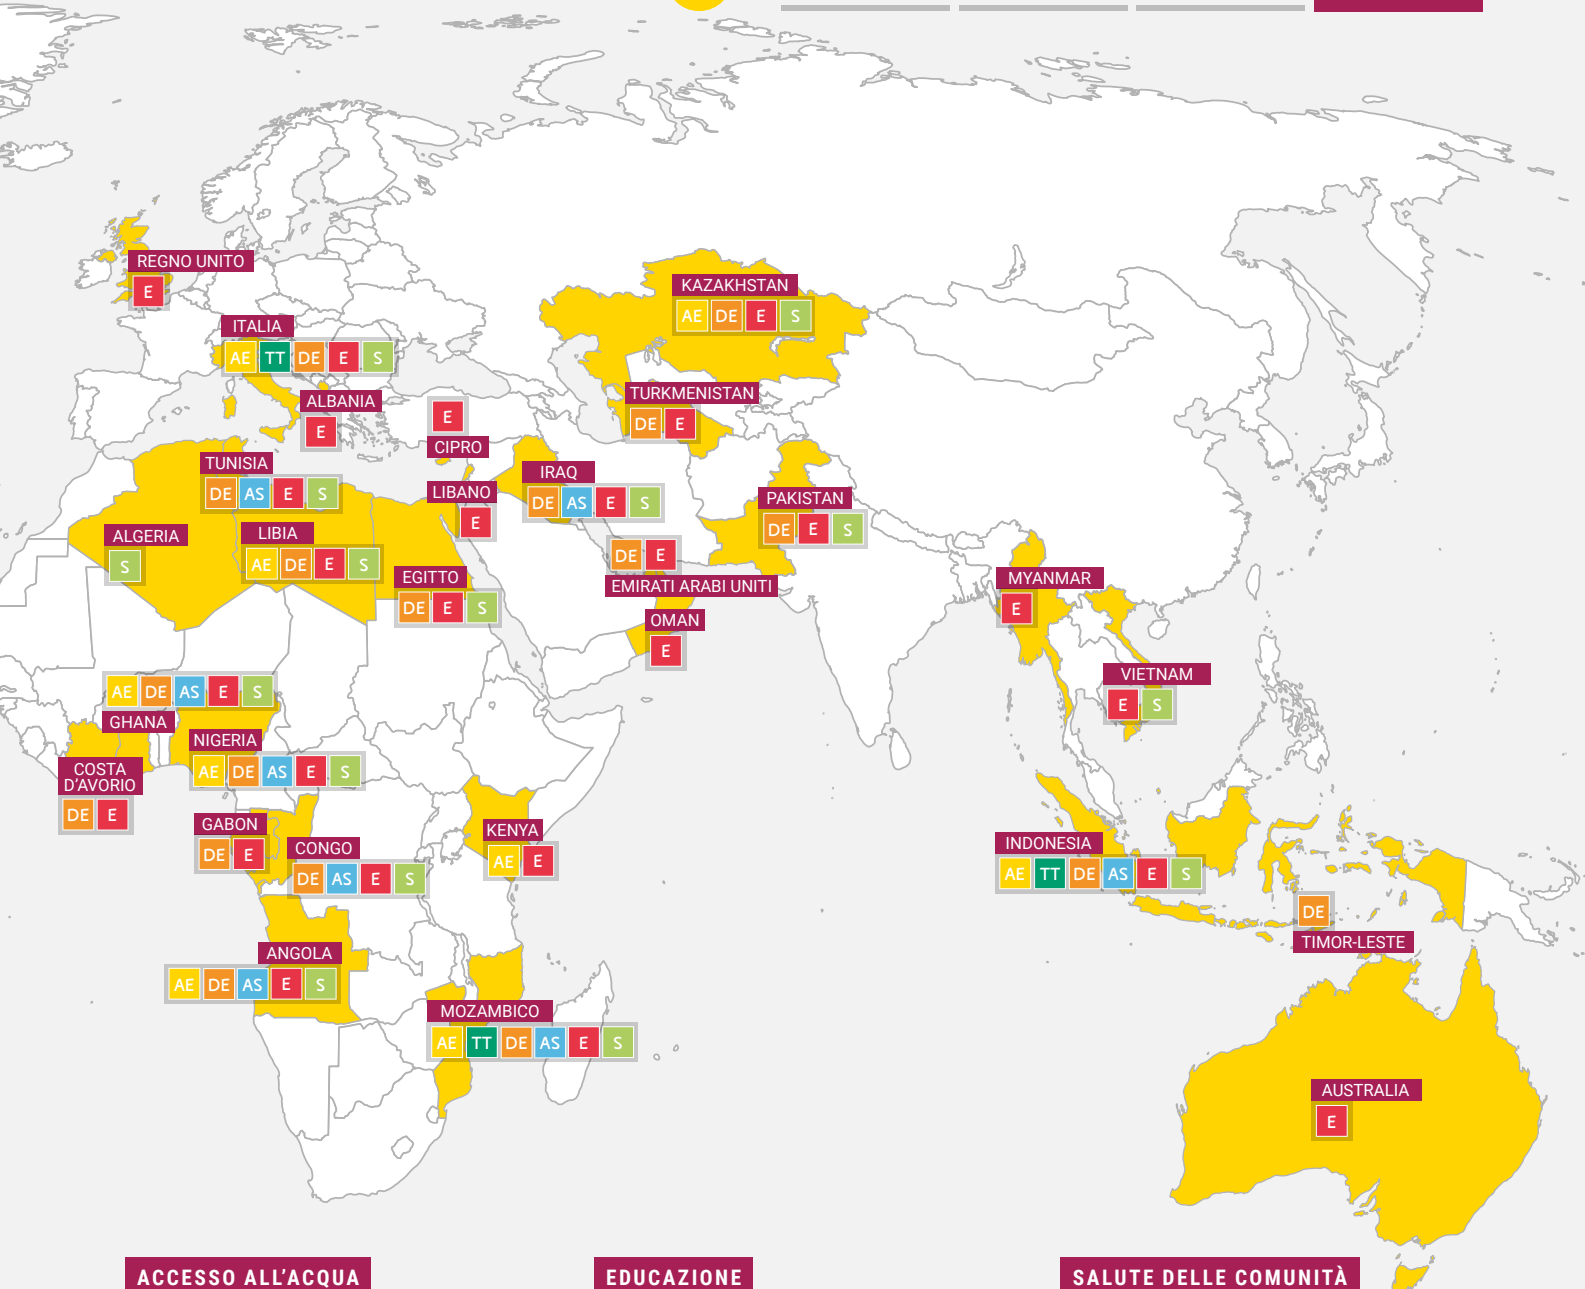 REGNO UNITO
E
ITALIA
AE TT DE E S
ALBANIA
E
E
CIPRO
KAZAKHSTAN
AE DE E S
TURKMENISTAN
DE E
TUNISIA
DE AS E S
LIBANO
E
IRAQ
DE AS E S
PAKISTAN
DE E S
ALGERIA
S
LIBIA
AE DE E S
EGITTO
DE E S
DE E
EMIRATI ARABI UNITI
OMAN
E
MYANMAR
E
VIETNAM
E S
AE DE AS E S
GHANA
NIGERIA
AE DE AS E S
COSTA
D'AVORIO
DE E
GABON
DE E
CONGO
DE AS E S
KENYA
AE E
INDONESIA
AE TT DE AS E S
DE
TIMOR-LESTE
ANGOLA
AE DE AS E S
MOZAMBICO
AE TT DE AS E S
AUSTRALIA
E
ACCESSO ALL'ACQUA
EDUCAZIONE
SALUTE DELLE COMUNITÀ